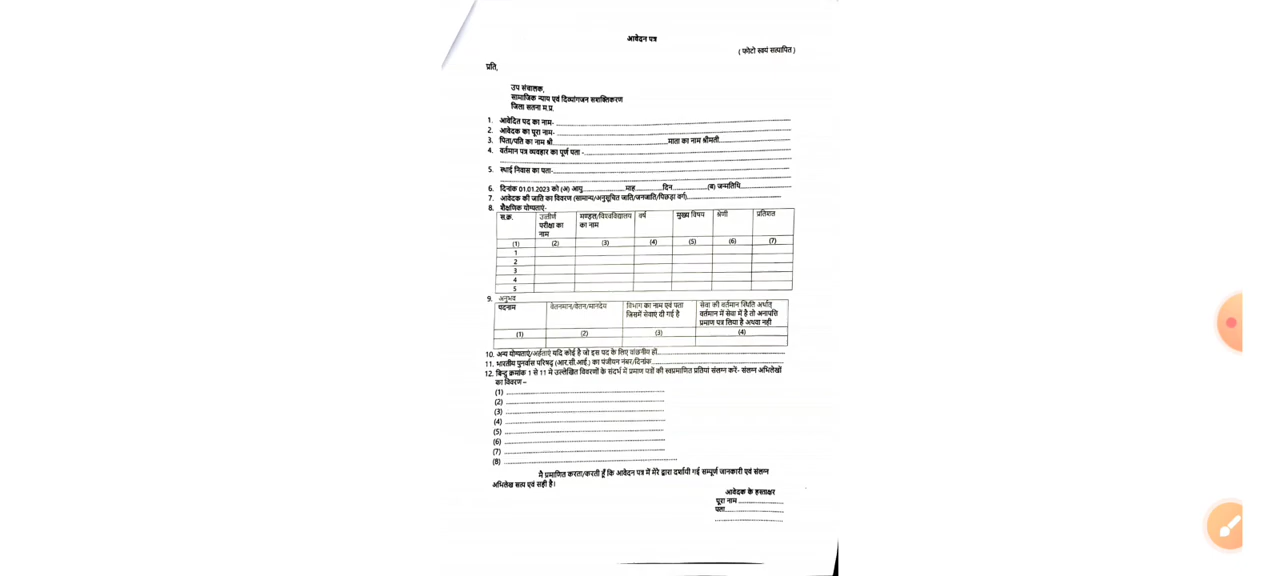 आवेदन पत्र
( फोटो स्वयं सत्यापित )
प्रति,
उप संचालक,
सामाजिक न्याय एवं दिव्यांगजन सशक्तिकरण
जिला सतना म.प्र.
1. आवेदित पद का नाम-
2. आवेदक का पूरा नाम-
3. पिता/पति का नाम श्री माता का नाम श्रीमती
4. वर्तमान पत्र व्यवहार का पूर्ण पता -
5. स्थाई निवास का पता-
6. दिनांक 01.01.2023 को (अ) आयु माह दिन (ब) जन्मतिथि
7. आवेदक की जाति का विवरण (सामान्य/अनुसूचित जाति/जनजाति/पिछड़ा वर्ग)
8. शैक्षणिक योग्यताएं-
स.क्र. उत्तीर्ण परीक्षा का नाम मण्डल/विश्वविद्यालय का नाम वर्ष मुख्य विषय श्रेणी प्रतिशत
(1) (2) (3) (4) (5) (6) (7)
1
2
3
4
5
9. अनुभव
पदनाम वेतनमान/वेतन/मानदेय विभाग का नाम एवं पता जिसमें सेवाएं दी गई है सेवा की वर्तमान स्थिति अर्थात् वर्तमान में सेवा में है तो अनापत्ति प्रमाण पत्र लिया है अथवा नही
(1) (2) (3) (4)
10. अन्य योग्यताएं/अर्हताएं यदि कोई है जो इस पद के लिए वांछनीय हो
11. भारतीय पुनर्वास परिषद् (आर.सी.आई.) का पंजीयन नंबर/दिनांक
12. बिन्दु क्रमांक 1 से 11 मे उल्लेखित विवरणों के संदर्भ में प्रमाण पत्रों की स्वप्रमाणित प्रतियां संलग्न करें- संलग्न अभिलेखों
का विवरण –
(1)
(2)
(3)
(4)
(5)
(6)
(7)
(8)
मै प्रमाणित करता/करती हूँ कि आवेदन पत्र में मेरे द्वारा दर्शायी गई सम्पूर्ण जानकारी एवं संलग्न
अभिलेख सत्य एवं सही है।
आवेदक के हस्ताक्षर
पूरा नाम
पता